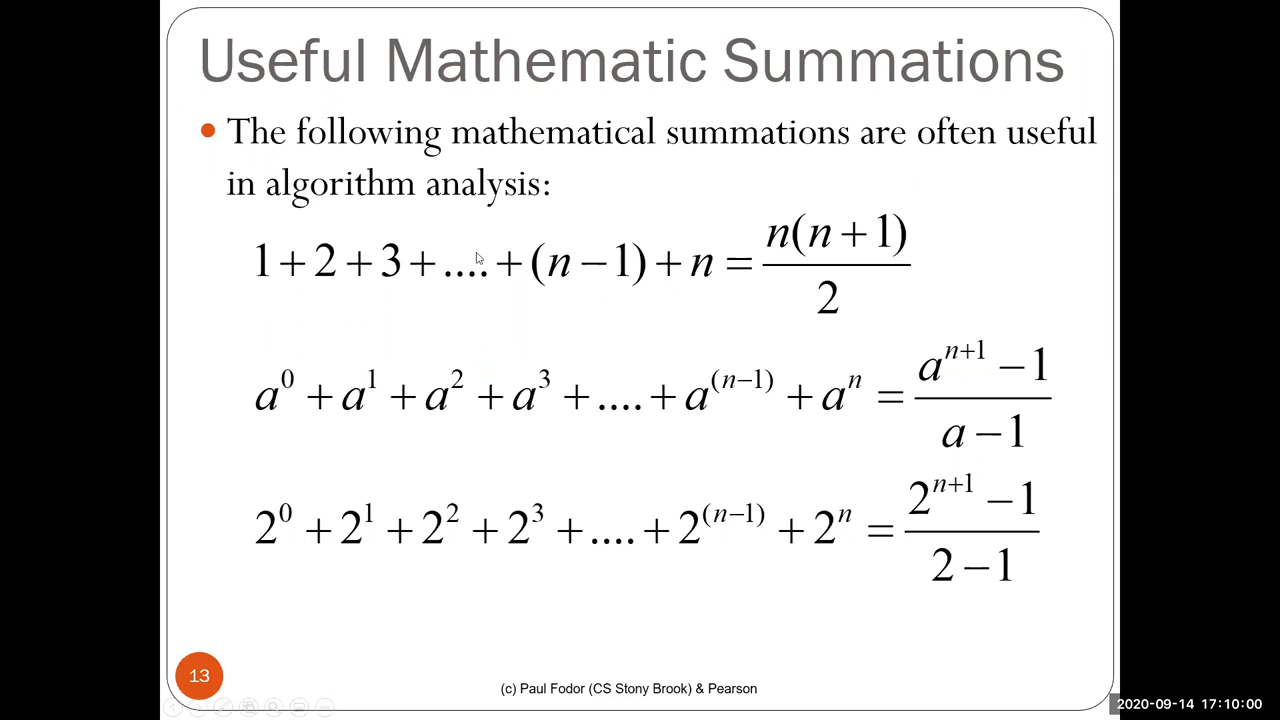 Useful Mathematic Summations
• The following mathematical summations are often useful
in algorithm analysis:
1 + 2 + 3 + .... + (n − 1) + n = n(n + 1) / 2
a^0 + a^1 + a^2 + a^3 + .... + a^(n−1) + a^n = (a^(n+1) − 1) / (a − 1)
2^0 + 2^1 + 2^2 + 2^3 + .... + 2^(n−1) + 2^n = (2^(n+1) − 1) / (2 − 1)
13
(c) Paul Fodor (CS Stony Brook) & Pearson
2020-09-14 17:10:00